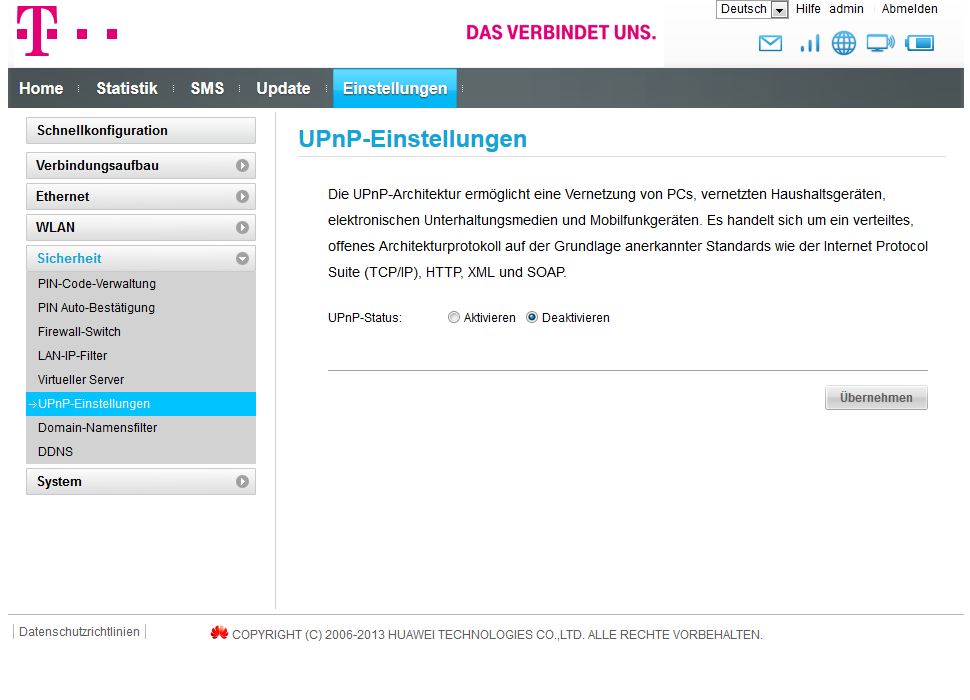 Deutsch Hilfe admin Abmelden
T
DAS VERBINDET UNS.
Home Statistik SMS Update Einstellungen
Schnellkonfiguration
Verbindungsaufbau
Ethernet
WLAN
Sicherheit
PIN-Code-Verwaltung
PIN Auto-Bestätigung
Firewall-Switch
LAN-IP-Filter
Virtueller Server
→UPnP-Einstellungen
Domain-Namensfilter
DDNS
System
UPnP-Einstellungen
Die UPnP-Architektur ermöglicht eine Vernetzung von PCs, vernetzten Haushaltsgeräten,
elektronischen Unterhaltungsmedien und Mobilfunkgeräten. Es handelt sich um ein verteiltes,
offenes Architekturprotokoll auf der Grundlage anerkannter Standards wie der Internet Protocol
Suite (TCP/IP), HTTP, XML und SOAP.
UPnP-Status: Aktivieren Deaktivieren
Übernehmen
Datenschutzrichtlinien COPYRIGHT (C) 2006-2013 HUAWEI TECHNOLOGIES CO.,LTD. ALLE RECHTE VORBEHALTEN.